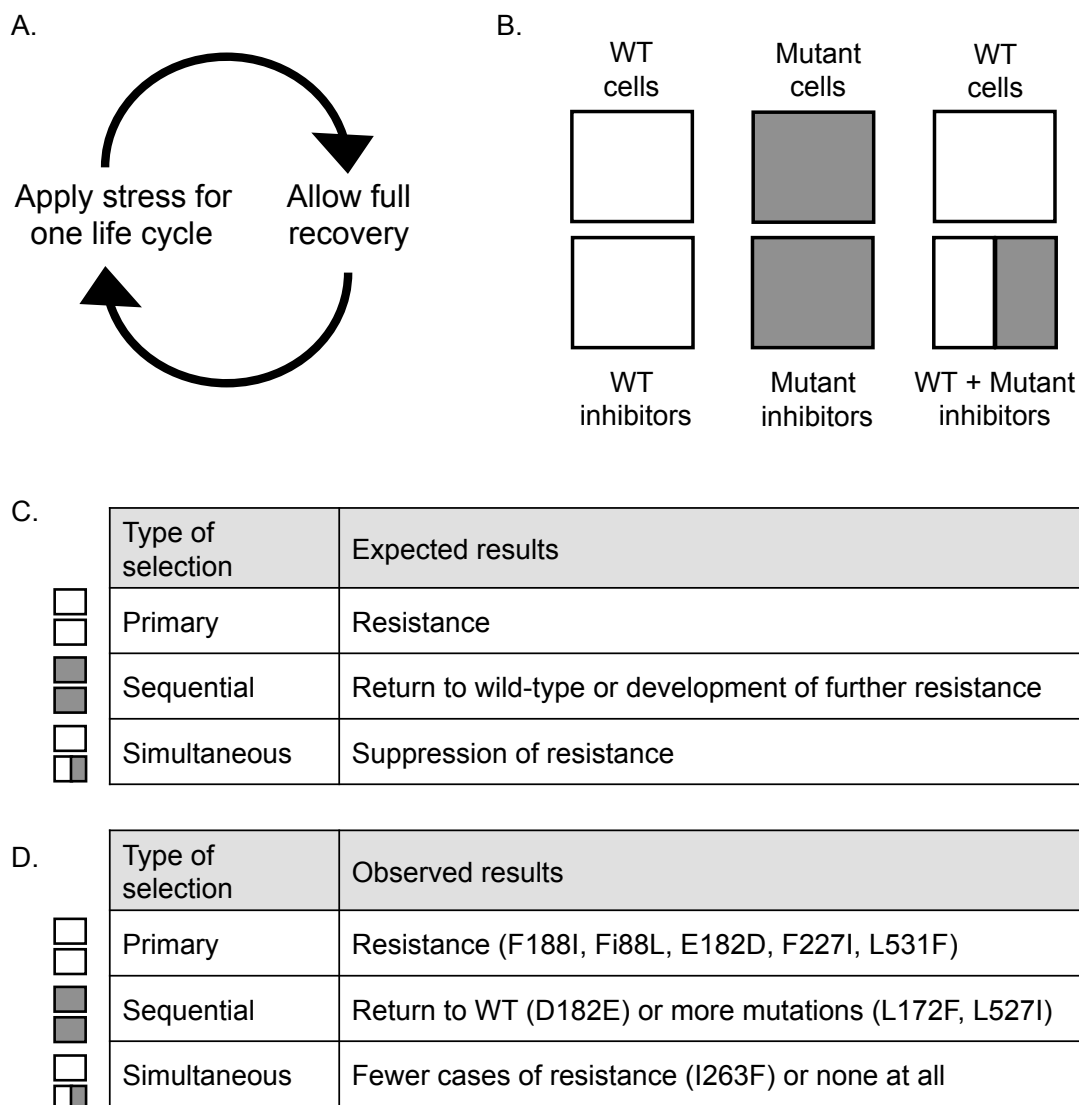 A.
Apply stress for
one life cycle
Allow full
recovery
B.
WT
cells
Mutant
cells
WT
cells
WT
inhibitors
Mutant
inhibitors
WT + Mutant
inhibitors
C.
Type of
selection
Expected results
Primary
Resistance
Sequential
Return to wild-type or development of further resistance
Simultaneous
Suppression of resistance
D.
Type of
selection
Observed results
Primary
Resistance (F188I, Fi88L, E182D, F227I, L531F)
Sequential
Return to WT (D182E) or more mutations (L172F, L527I)
Simultaneous
Fewer cases of resistance (I263F) or none at all